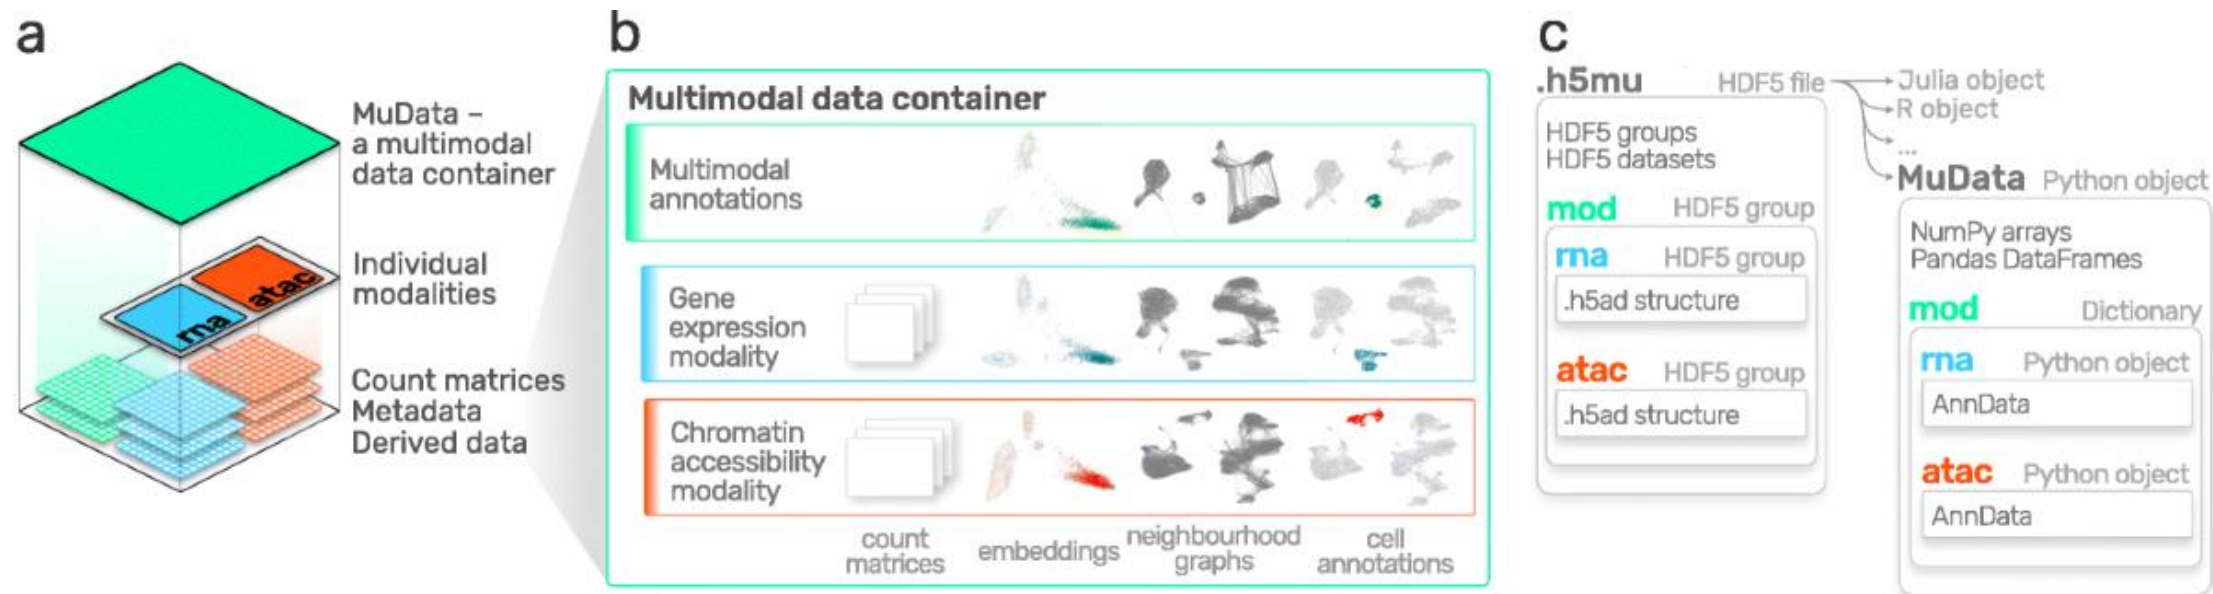 a
MuData –
a multimodal
data container
Individual
modalities
rna
atac
Count matrices
Metadata
Derived data
b
Multimodal data container
Multimodal
annotations
Gene
expression
modality
Chromatin
accessibility
modality
count
matrices
embeddings
neighbourhood
graphs
cell
annotations
c
.h5mu HDF5 file
HDF5 groups
HDF5 datasets
mod HDF5 group
rna HDF5 group
.h5ad structure
atac HDF5 group
.h5ad structure
Julia object
R object
...
MuData Python object
NumPy arrays
Pandas DataFrames
mod Dictionary
rna Python object
AnnData
atac Python object
AnnData